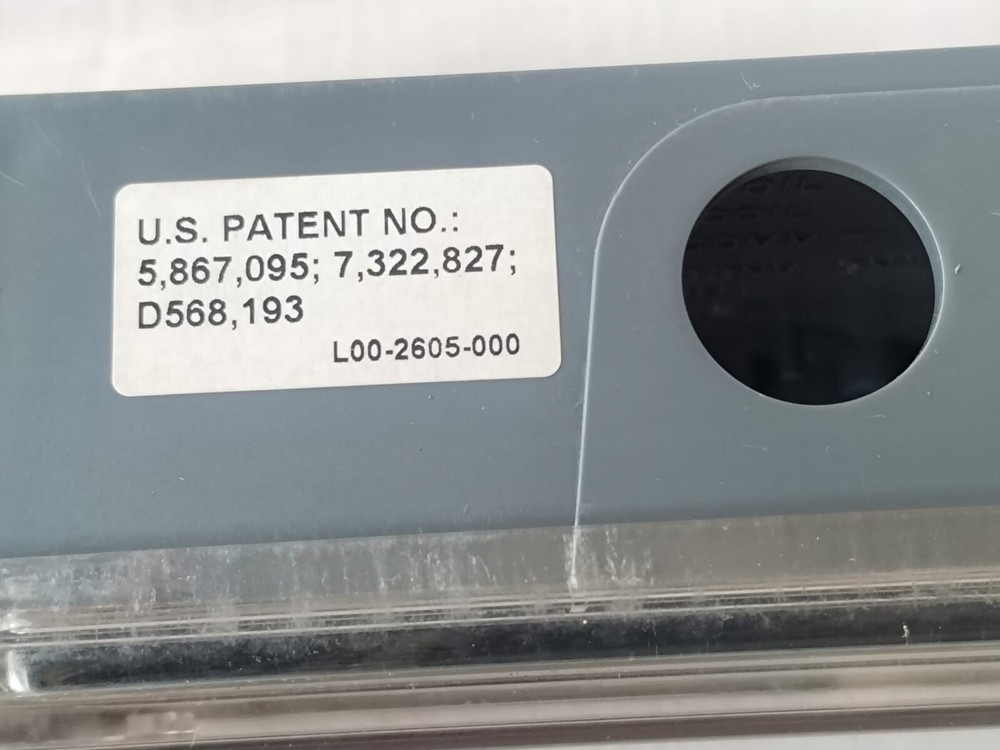 U.S. PATENT NO.:
5,867,095; 7,322,827;
D568,193
L00-2605-000